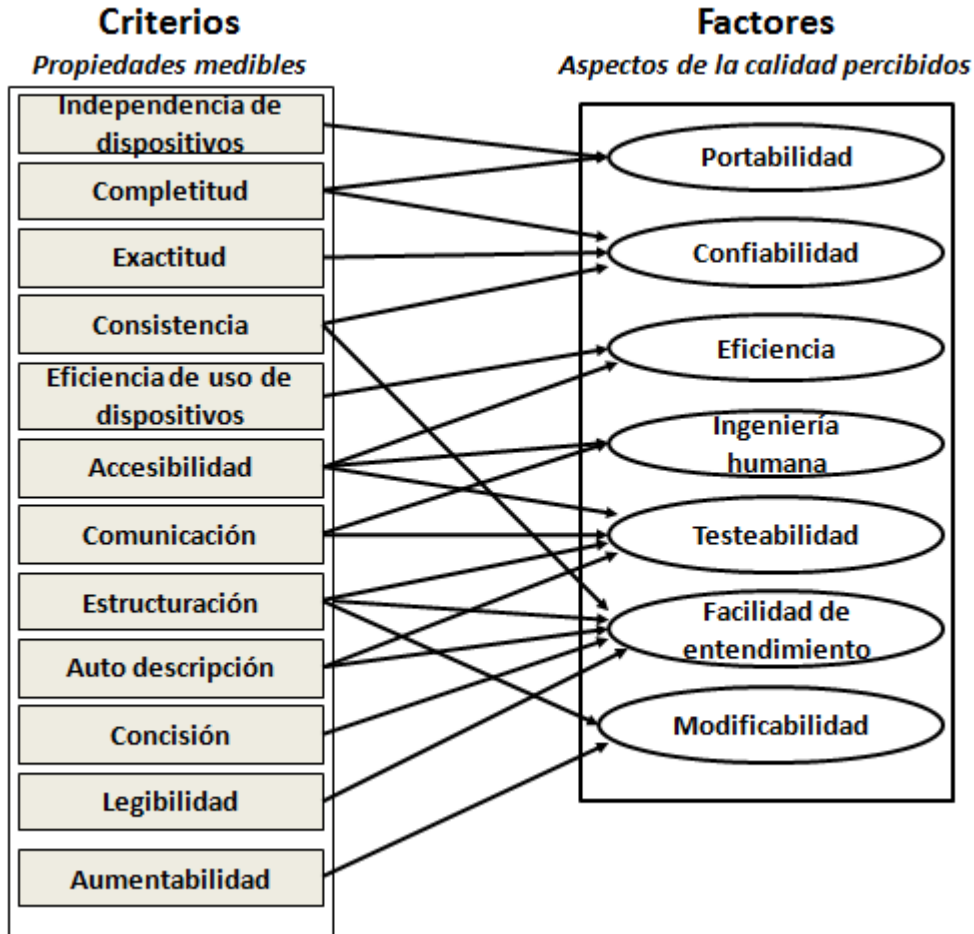 Criterios
Propiedades medibles
Independencia de
dispositivos
Completitud
Exactitud
Consistencia
Eficiencia de uso de
dispositivos
Accesibilidad
Comunicación
Estructuración
Auto descripción
Concisión
Legibilidad
Aumentabilidad
Factores
Aspectos de la calidad percibidos
Portabilidad
Confiabilidad
Eficiencia
Ingeniería
humana
Testeabilidad
Facilidad de
entendimiento
Modificabilidad